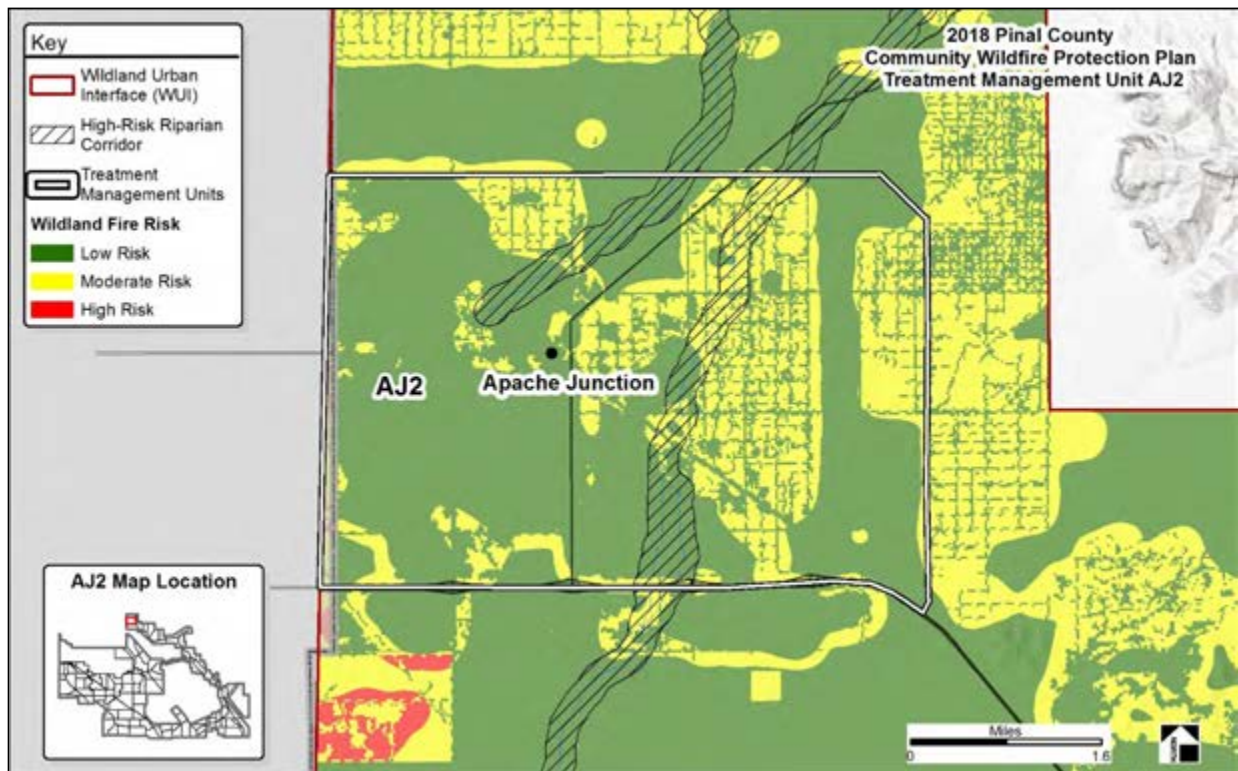 Key
Wildland Urban
Interface (WUI)
High-Risk Riparian
Corridor
Treatment
Management Units
Wildland Fire Risk
Low Risk
Moderate Risk
High Risk
2018 Pinal County
Community Wildfire Protection Plan
Treatment Management Unit AJ2
AJ2
Apache Junction
AJ2 Map Location
Miles
0
1.6